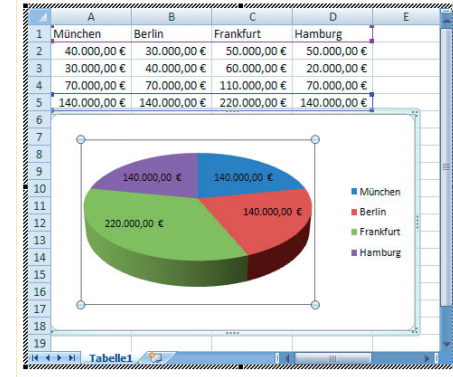 A B C D E
1 München Berlin Frankfurt Hamburg
2 40.000,00 € 30.000,00 € 50.000,00 € 50.000,00 €
3 30.000,00 € 40.000,00 € 60.000,00 € 20.000,00 €
4 70.000,00 € 70.000,00 € 110.000,00 € 70.000,00 €
5 140.000,00 € 140.000,00 € 220.000,00 € 140.000,00 €
6
7
8
9
10
11
12
13
14
15
16
17
18
19
140.000,00 € 140.000,00 €
140.000,00 €
220.000,00 €
München
Berlin
Frankfurt
Hamburg
Tabelle1